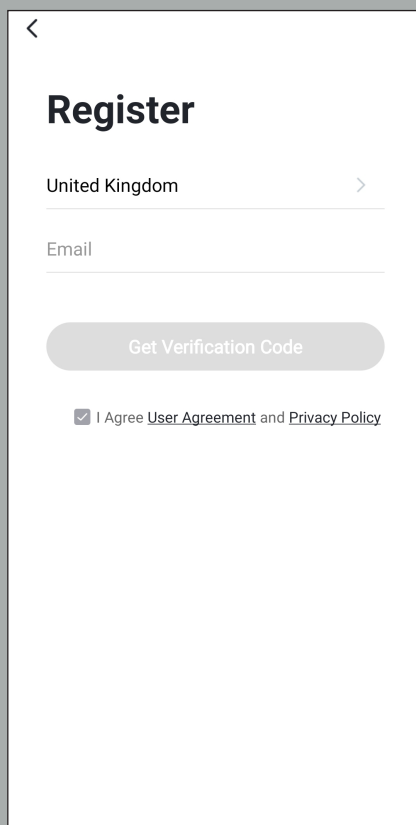 Register
United Kingdom
Email
Get Verification Code
I Agree User Agreement and Privacy Policy